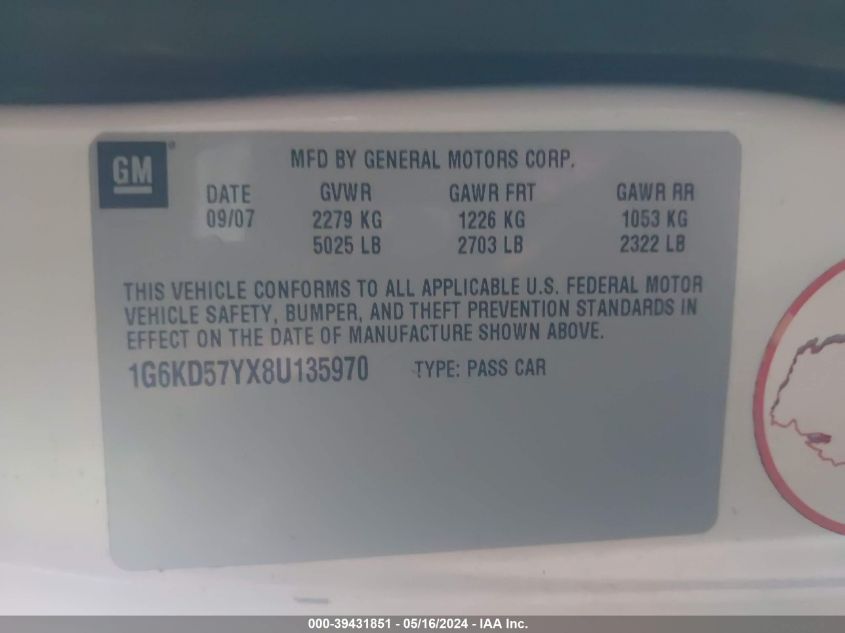 GM
MFD BY GENERAL MOTORS CORP.
DATE GVWR GAWR FRT GAWR RR
09/07 2279 KG 1226 KG 1053 KG
5025 LB 2703 LB 2322 LB
THIS VEHICLE CONFORMS TO ALL APPLICABLE U.S. FEDERAL MOTOR
VEHICLE SAFETY, BUMPER, AND THEFT PREVENTION STANDARDS IN
EFFECT ON THE DATE OF MANUFACTURE SHOWN ABOVE.
1G6KD57YX8U135970 TYPE: PASS CAR
000-39431851 - 05/16/2024 - IAA Inc.